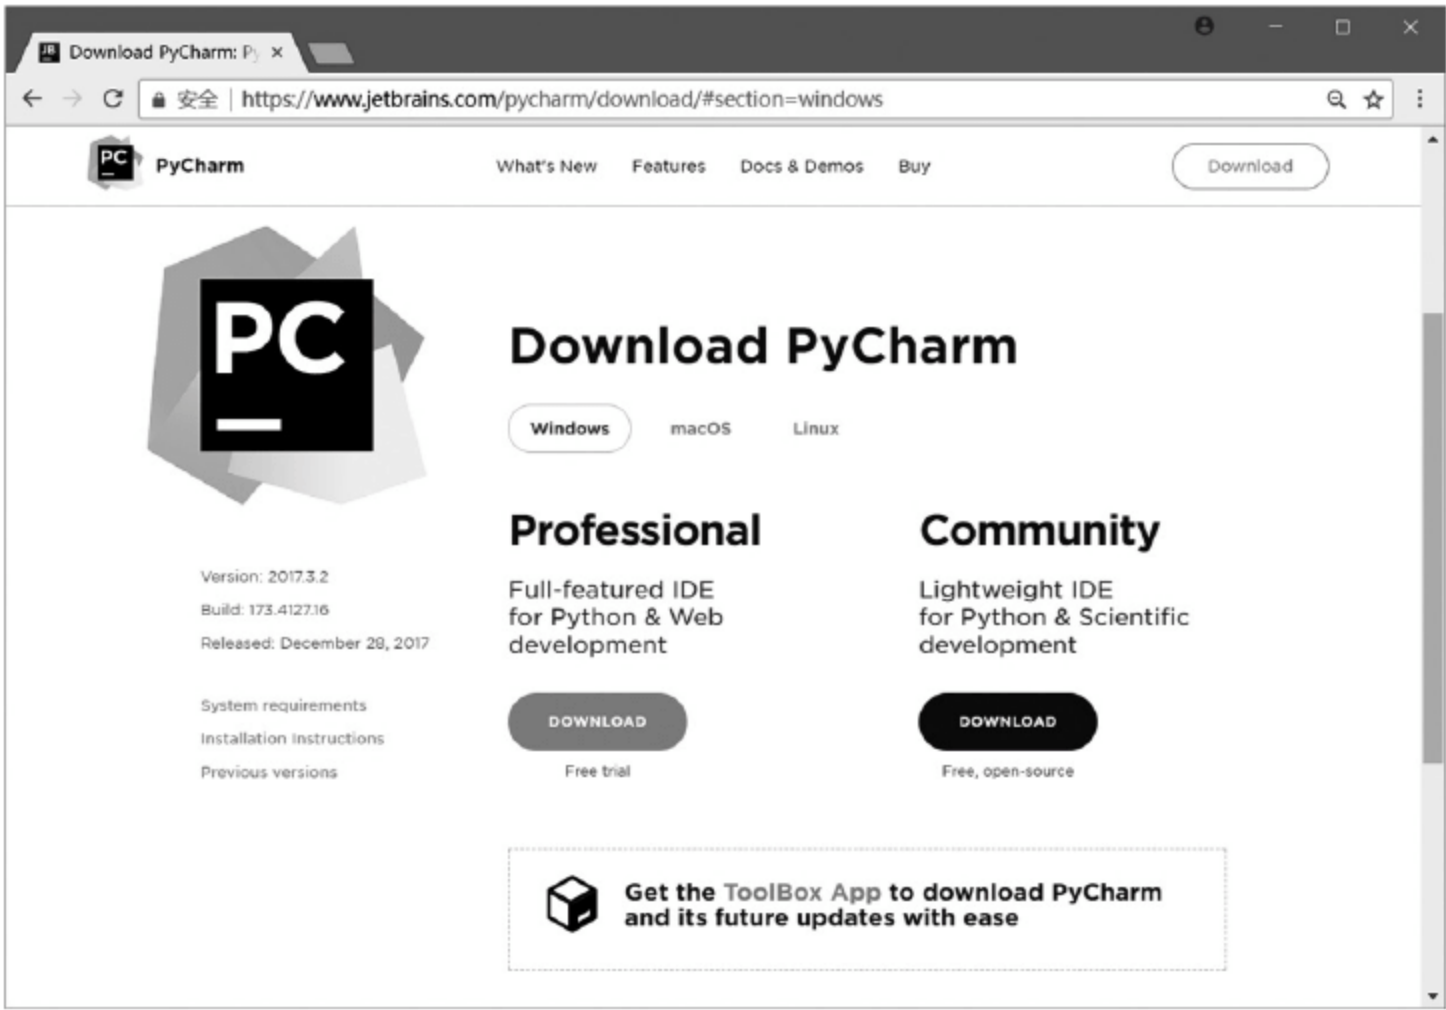 Download PyCharm: Py
安全 | https://www.jetbrains.com/pycharm/download/#section=windows
PC PyCharm What's New Features Docs & Demos Buy Download
PC
Download PyCharm
Windows macOS Linux
Professional Community
Full-featured IDE
for Python & Web
development
Lightweight IDE
for Python & Scientific
development
Version: 2017.3.2
Build: 173.4127.16
Released: December 28, 2017
System requirements
Installation Instructions
Previous versions
DOWNLOAD
Free trial
DOWNLOAD
Free, open-source
Get the ToolBox App to download PyCharm
and its future updates with ease